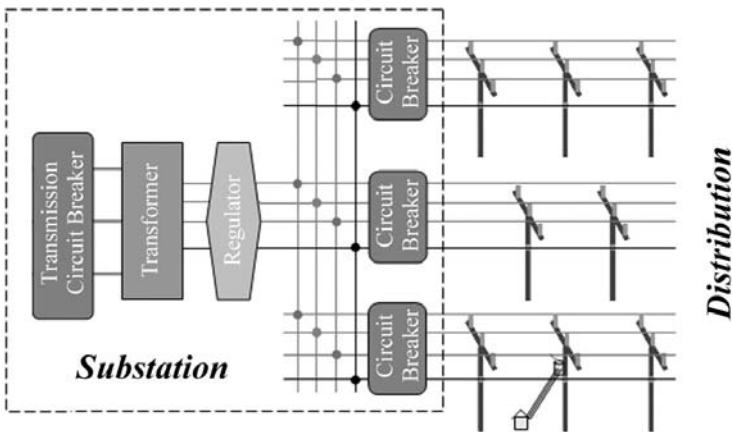 Transmission
Circuit Breaker
Transformer
Regulator
Circuit
Breaker
Circuit
Breaker
Circuit
Breaker
Substation
Distribution